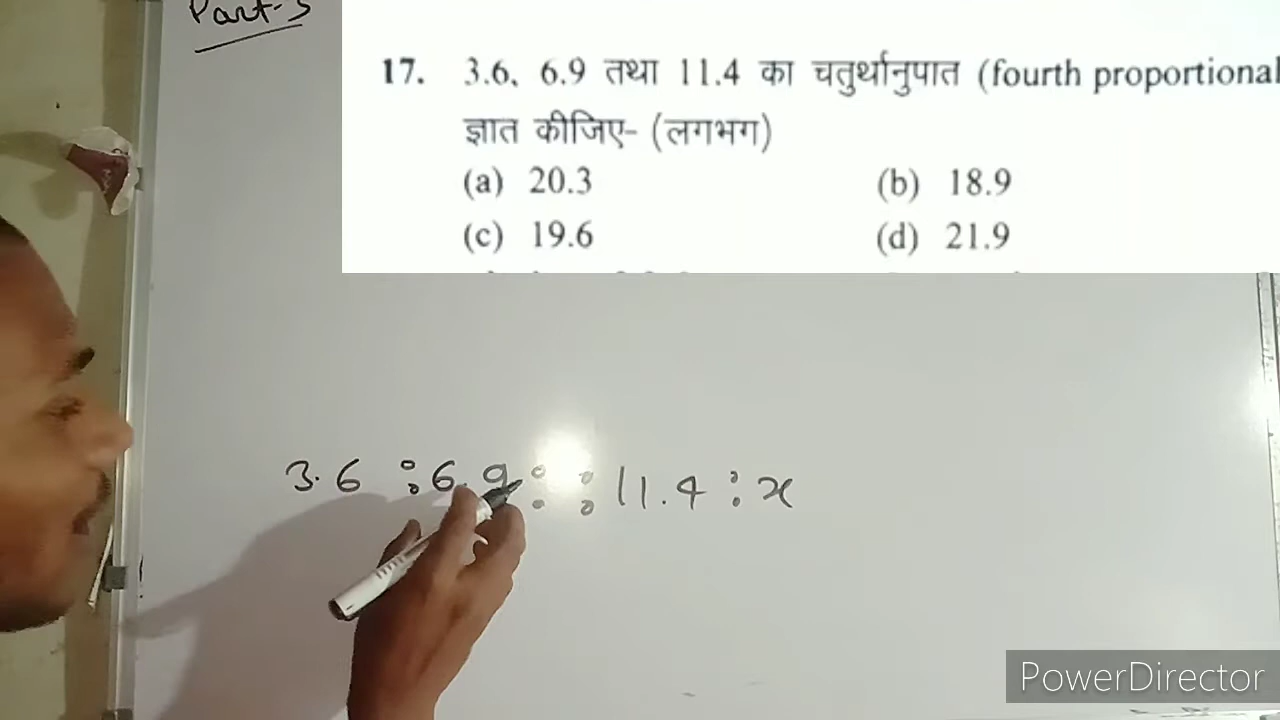 Part-3
17. 3.6, 6.9 तथा 11.4 का चतुर्थानुपात (fourth proportional
ज्ञात कीजिए- (लगभग)
(a) 20.3 (b) 18.9
(c) 19.6 (d) 21.9
3.6 : 6.9 : : 11.4 : x
PowerDirector